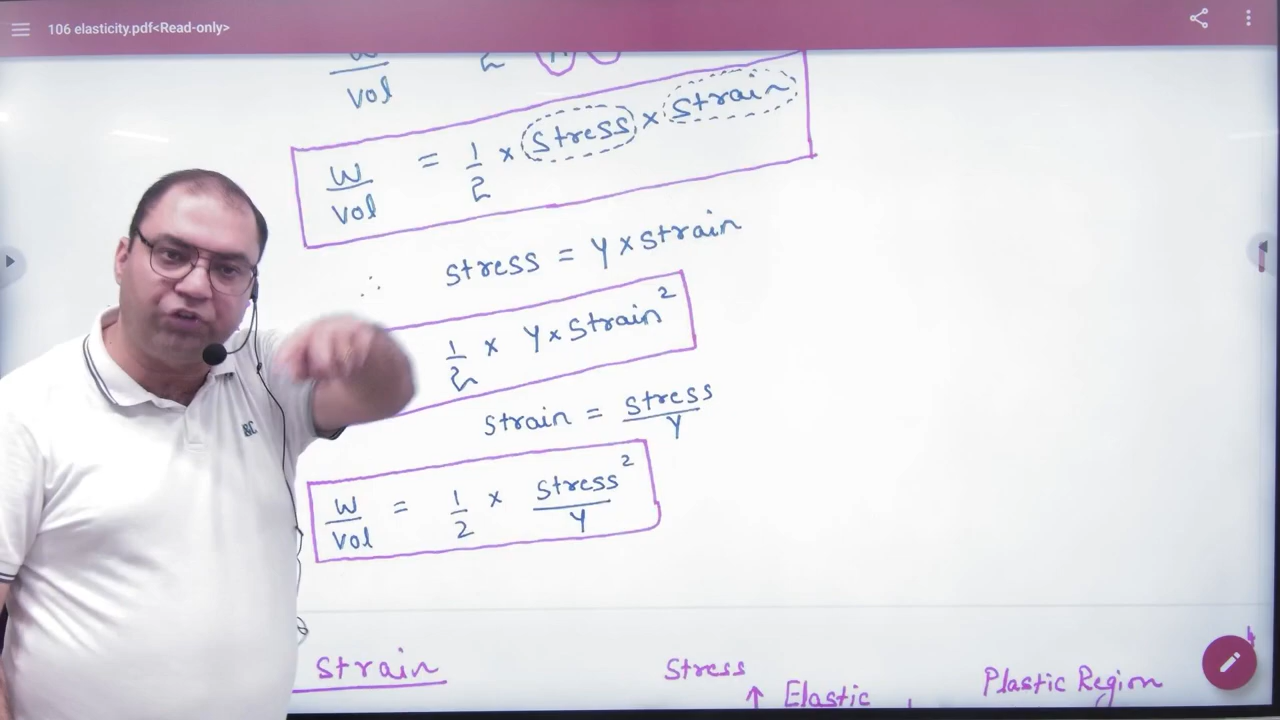 106 elasticity.pdf<Read-only>
W/vol
W/vol = 1/2 × Stress × Strain
∴ Stress = Y × Strain
1/2 × Y × Strain²
Strain = Stress/Y
W/Vol = 1/2 × Stress²/Y
Strain
Stress
↑ Elastic
Plastic Region